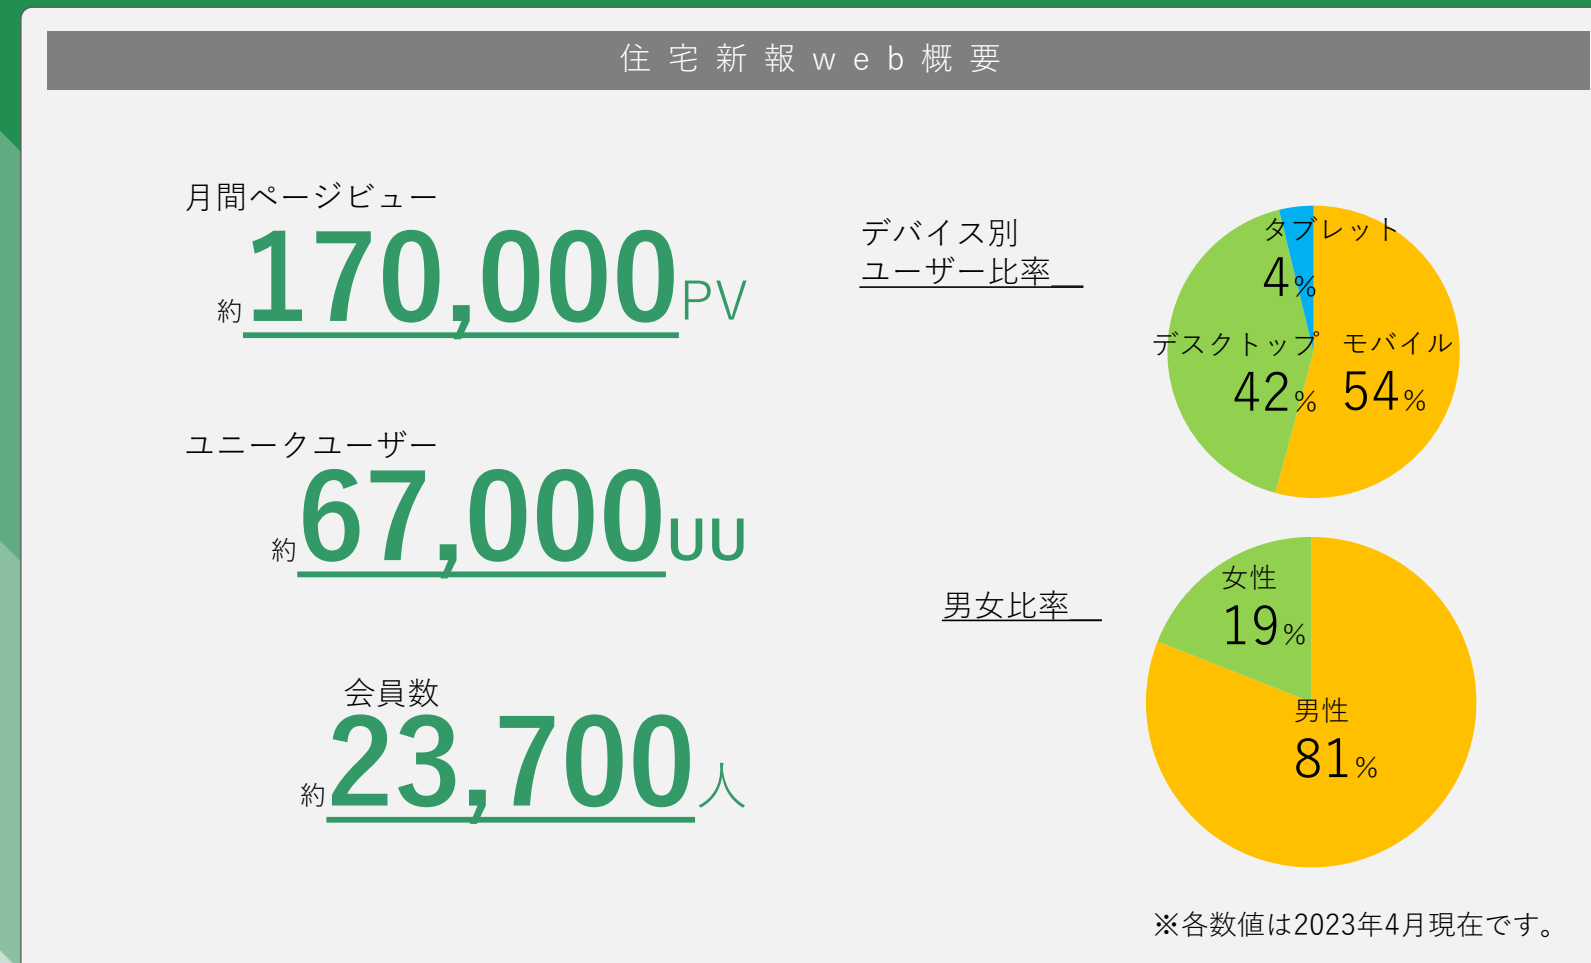 住宅新報web概要
月間ページビュー
約170,000PV
ユニークユーザー
約67,000UU
会員数
約23,700人
デバイス別
ユーザー比率
タブレット
4%
デスクトップ
42%
モバイル
54%
男女比率
女性
19%
男性
81%
※各数値は2023年4月現在です。